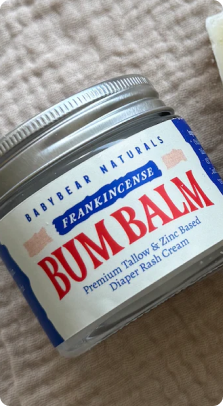 BABYBEAR NATURALS
FRANKINCENSE
BUM BALM
Premium Tallow & Zinc Based
Diaper Rash Cream